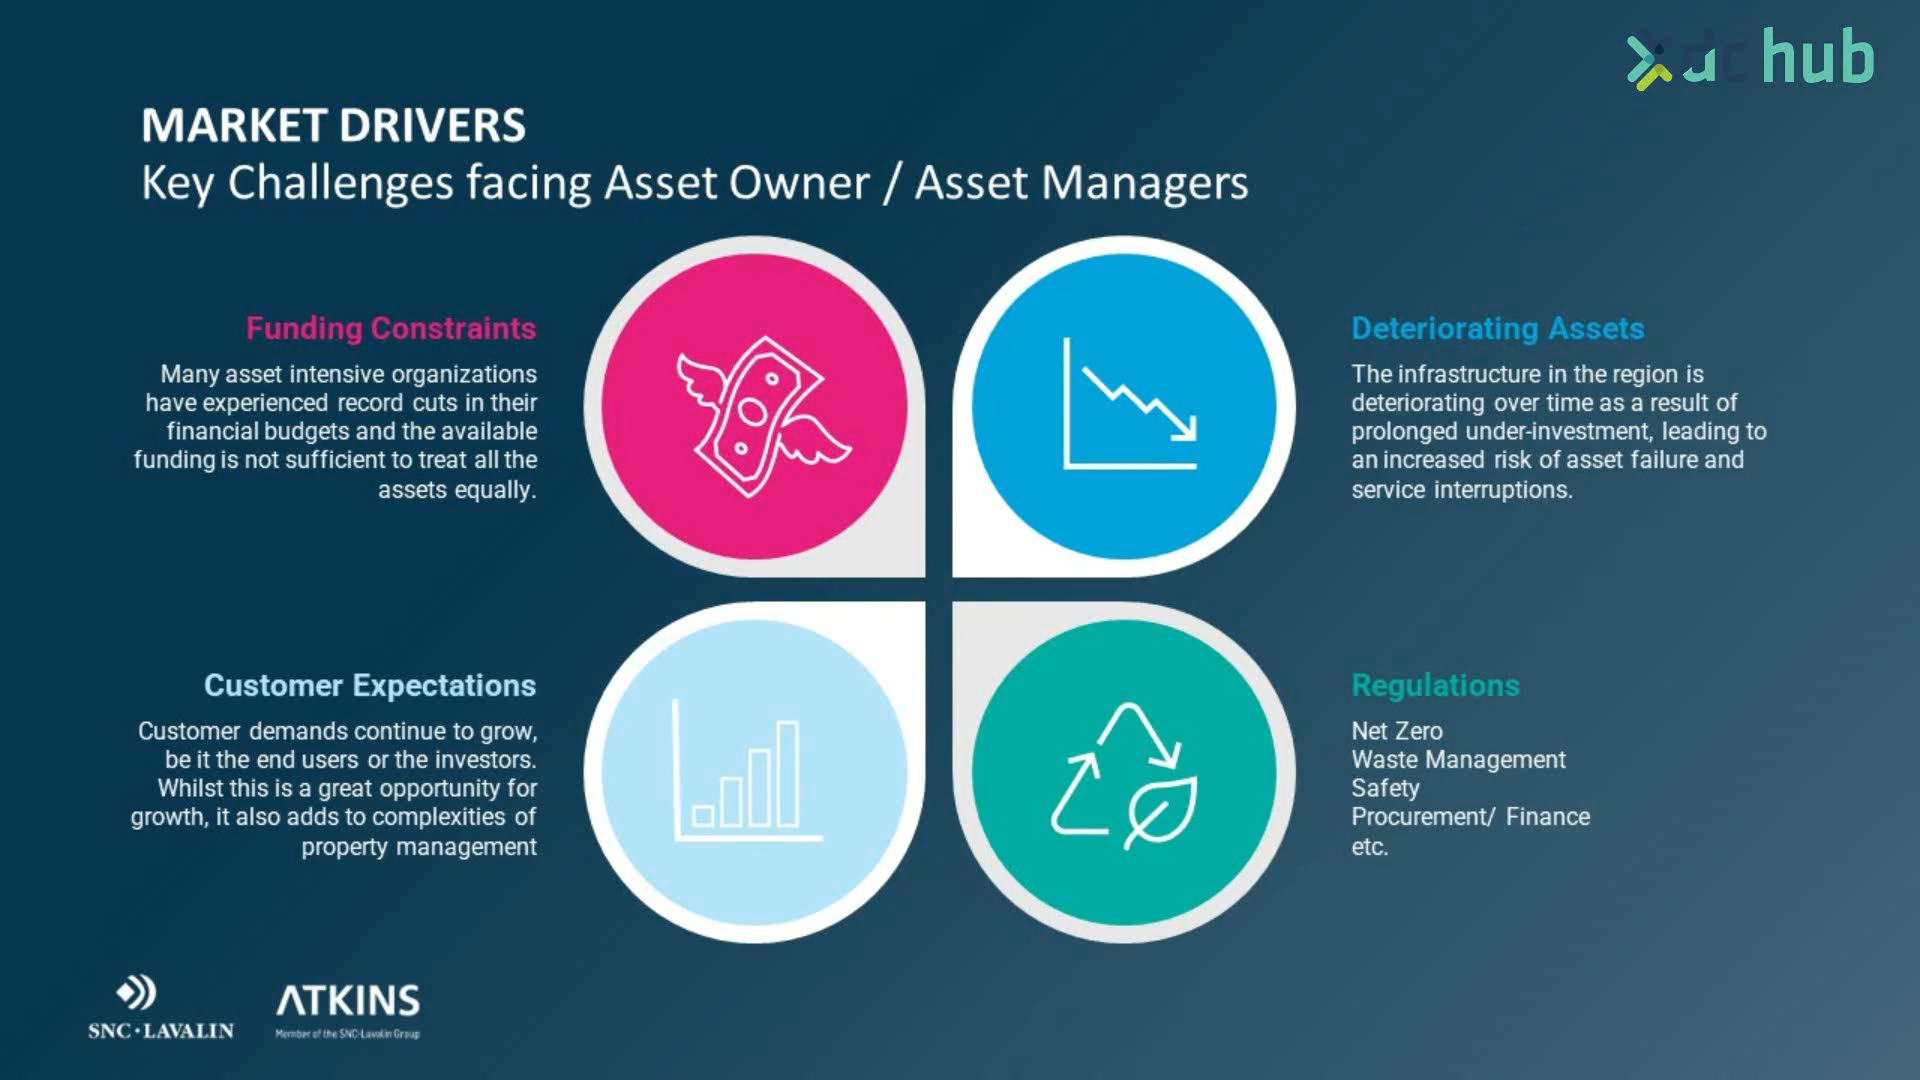 hub
MARKET DRIVERS
Key Challenges facing Asset Owner / Asset Managers
Funding Constraints
Many asset intensive organizations
have experienced record cuts in their
financial budgets and the available
funding is not sufficient to treat all the
assets equally.
Deteriorating Assets
The infrastructure in the region is
deteriorating over time as a result of
prolonged under-investment, leading to
an increased risk of asset failure and
service interruptions.
Customer Expectations
Customer demands continue to grow,
be it the end users or the investors.
Whilst this is a great opportunity for
growth, it also adds to complexities of
property management
Regulations
Net Zero
Waste Management
Safety
Procurement/ Finance
etc.
SNC·LAVALIN
ATKINS
Member of the SNC-Lavalin Group